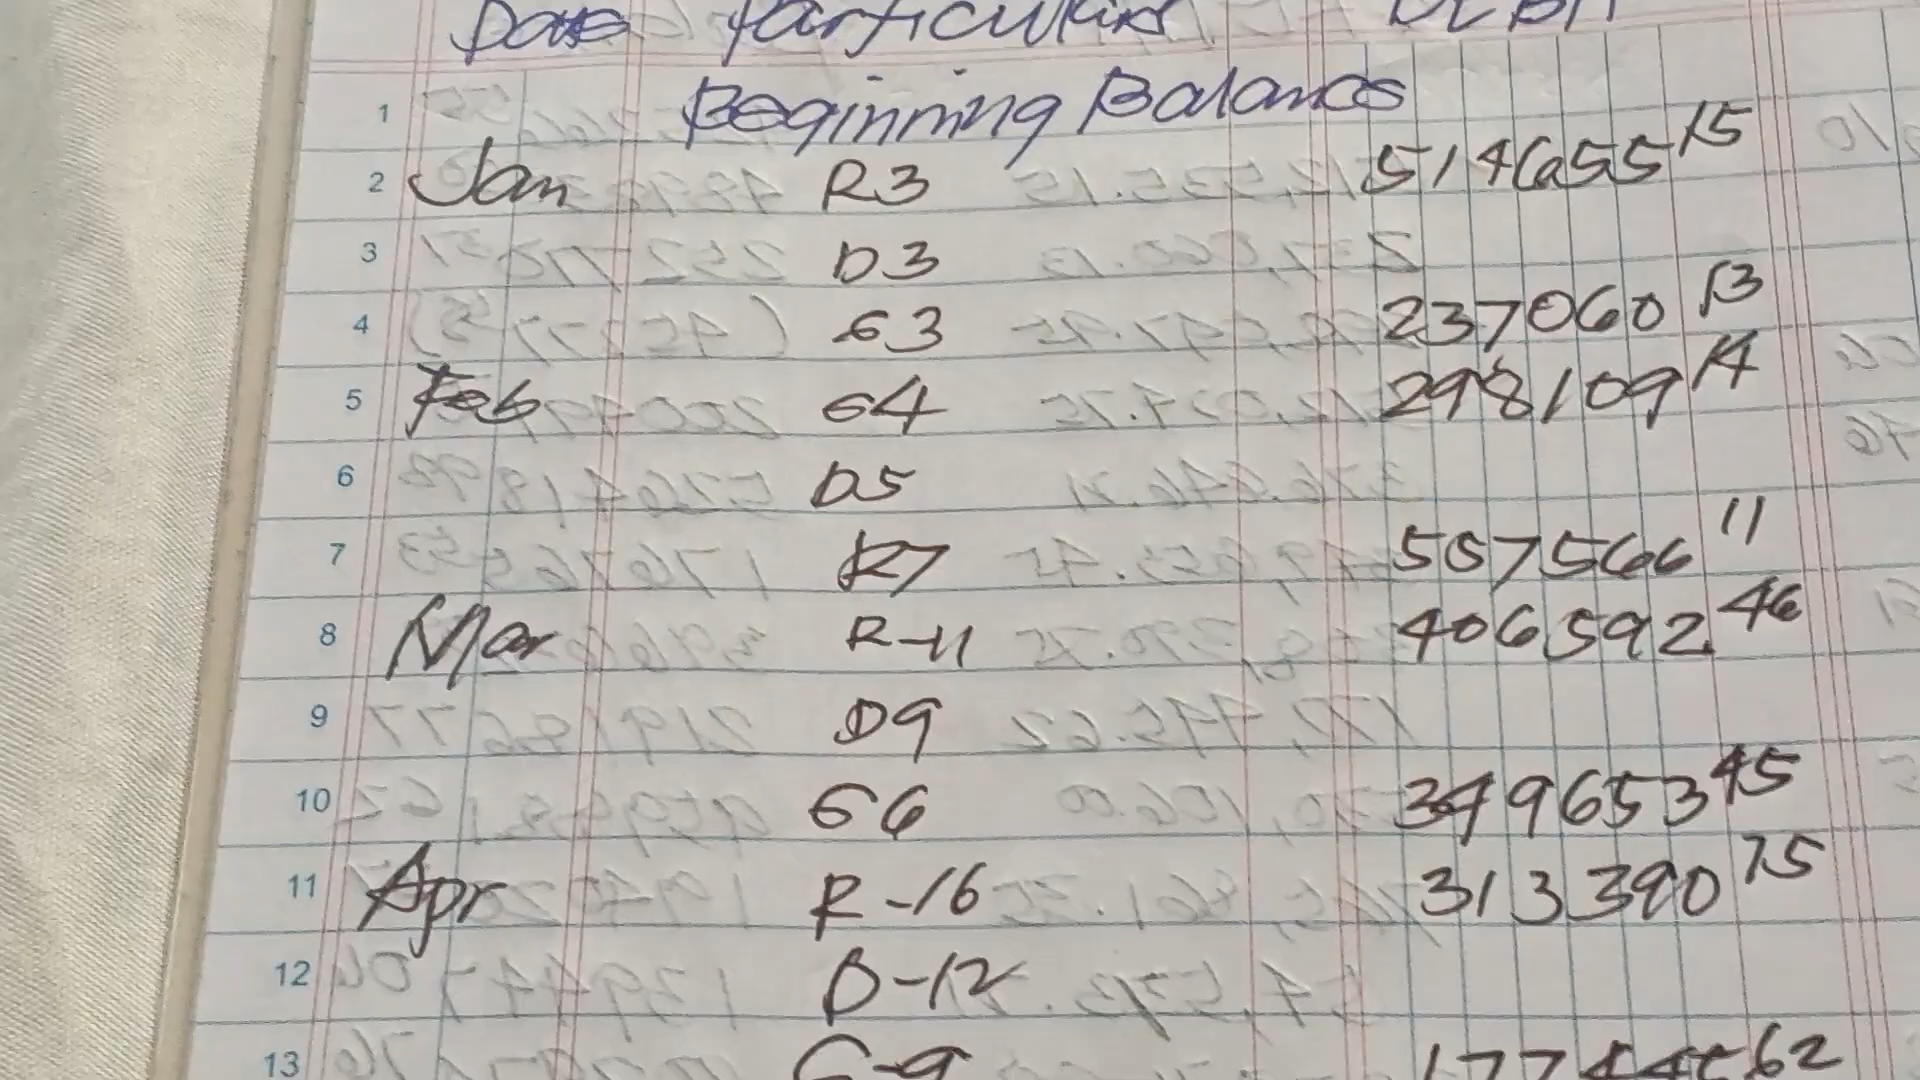 Date Particulars Debit
1 Beginning Balance
2 Jan R3 514655 15
3 D3
4 G3 237060 13
5 Feb G4 298109 14
6 D5
7 R7 507566 11
8 Mar R-11 406592 46
9 D9
10 G6 349653 45
11 Apr R-16 313390 75
12 D-12
13 G-9 62